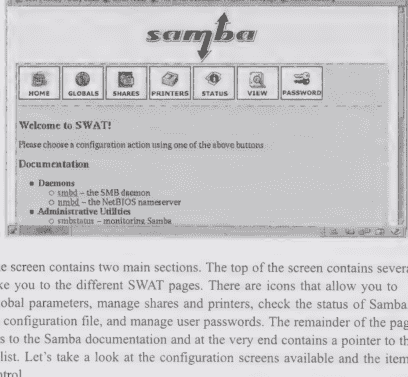 samba
HOME GLOBALS SHARES PRINTERS STATUS VIEW PASSWORD
Welcome to SWAT!
Please choose a configuration action using one of the above buttons
Documentation
Daemons
smbd – the SMB daemon
nmbd – the NetBIOS nameserver
Administrative Utilities
smbstatus – monitoring Samba
e screen contains two main sections. The top of the screen contains severa
ke you to the different SWAT pages. There are icons that allow you to
obal parameters, manage shares and printers, check the status of Samba
configuration file, and manage user passwords. The remainder of the pag
s to the Samba documentation and at the very end contains a pointer to th
list. Let's take a look at the configuration screens available and the item
ntrol